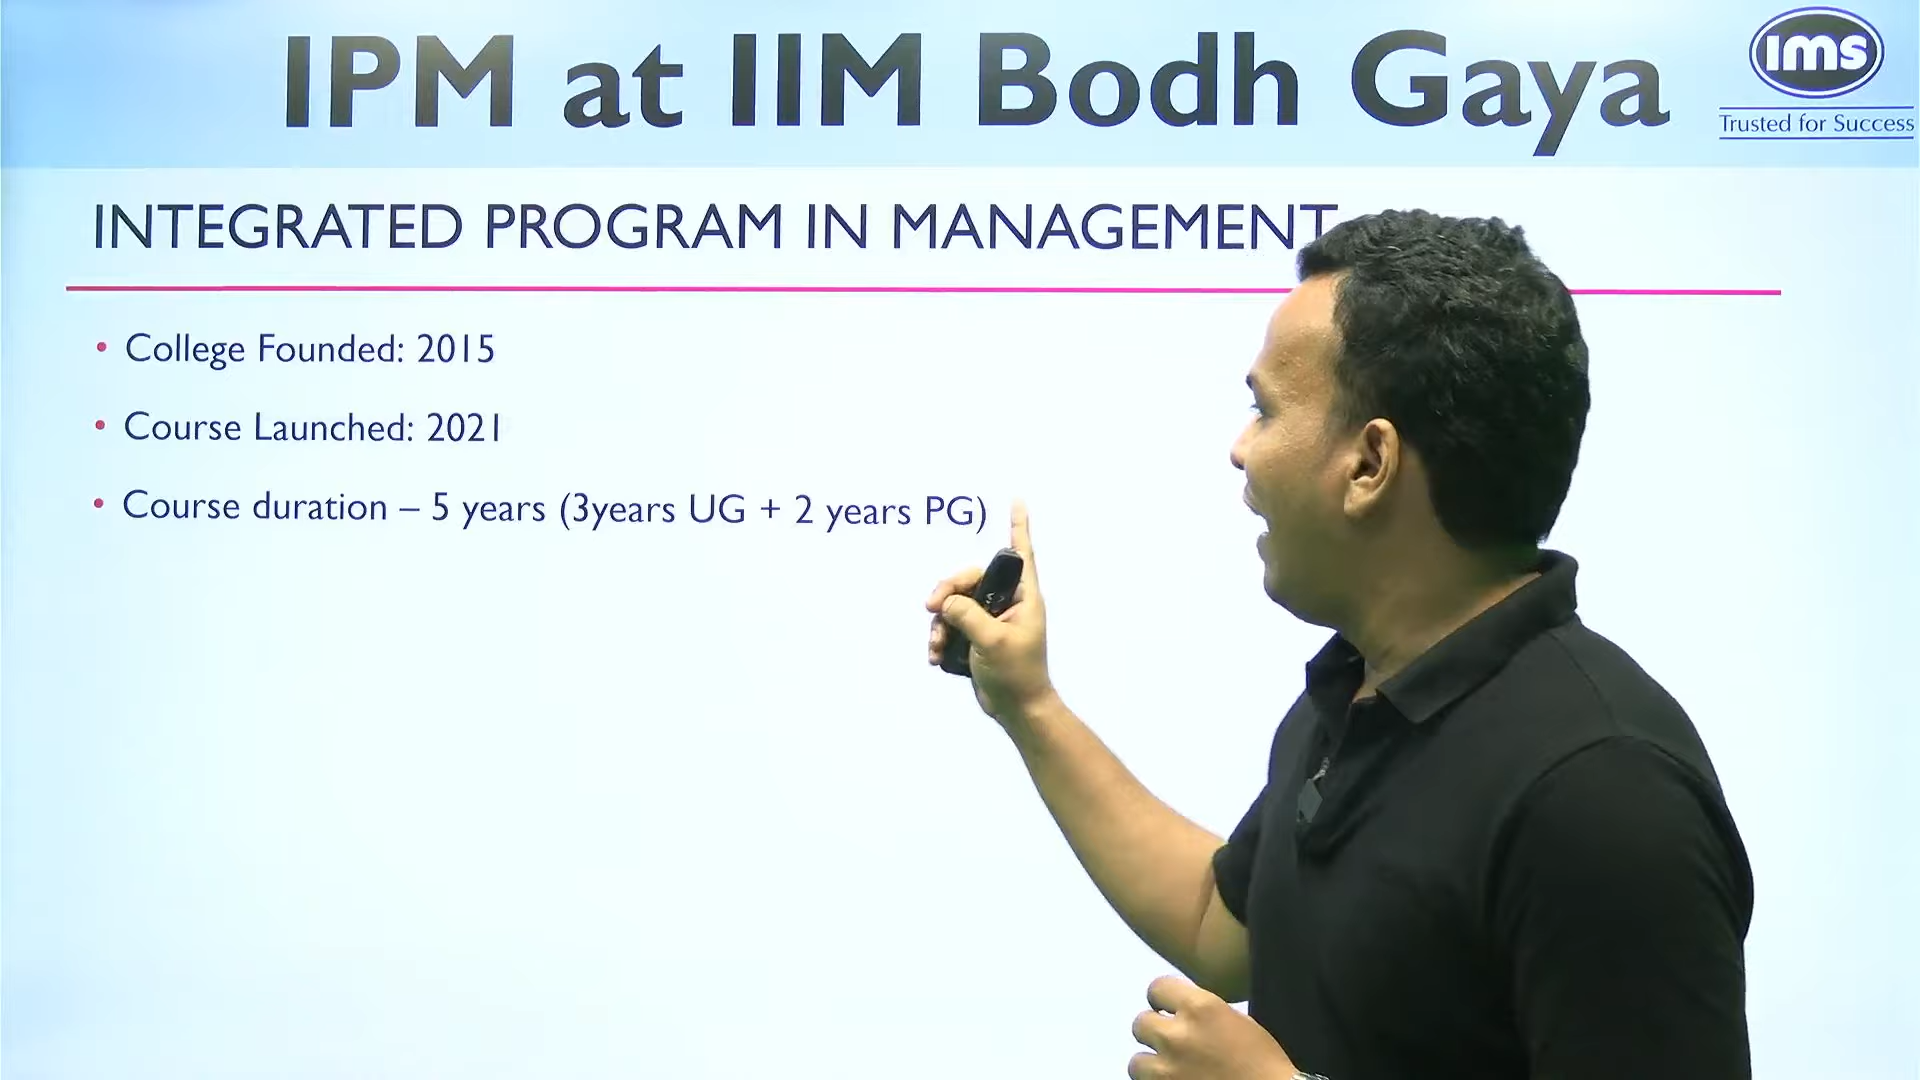 IPM at IIM Bodh Gaya
ims
Trusted for Success
INTEGRATED PROGRAM IN MANAGEMENT
• College Founded: 2015
• Course Launched: 2021
• Course duration – 5 years (3years UG + 2 years PG)